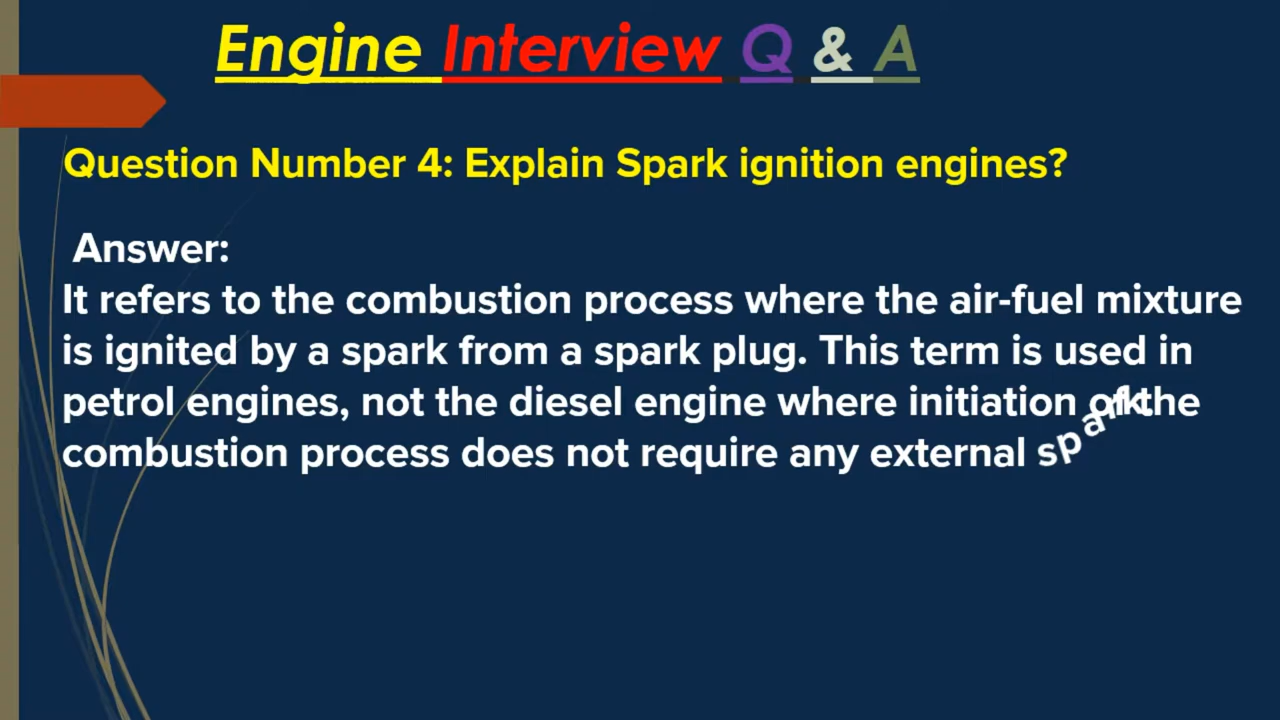 Engine Interview Q & A
Question Number 4: Explain Spark ignition engines?
Answer:
It refers to the combustion process where the air-fuel mixture
is ignited by a spark from a spark plug. This term is used in
petrol engines, not the diesel engine where initiation of the
combustion process does not require any external spark.